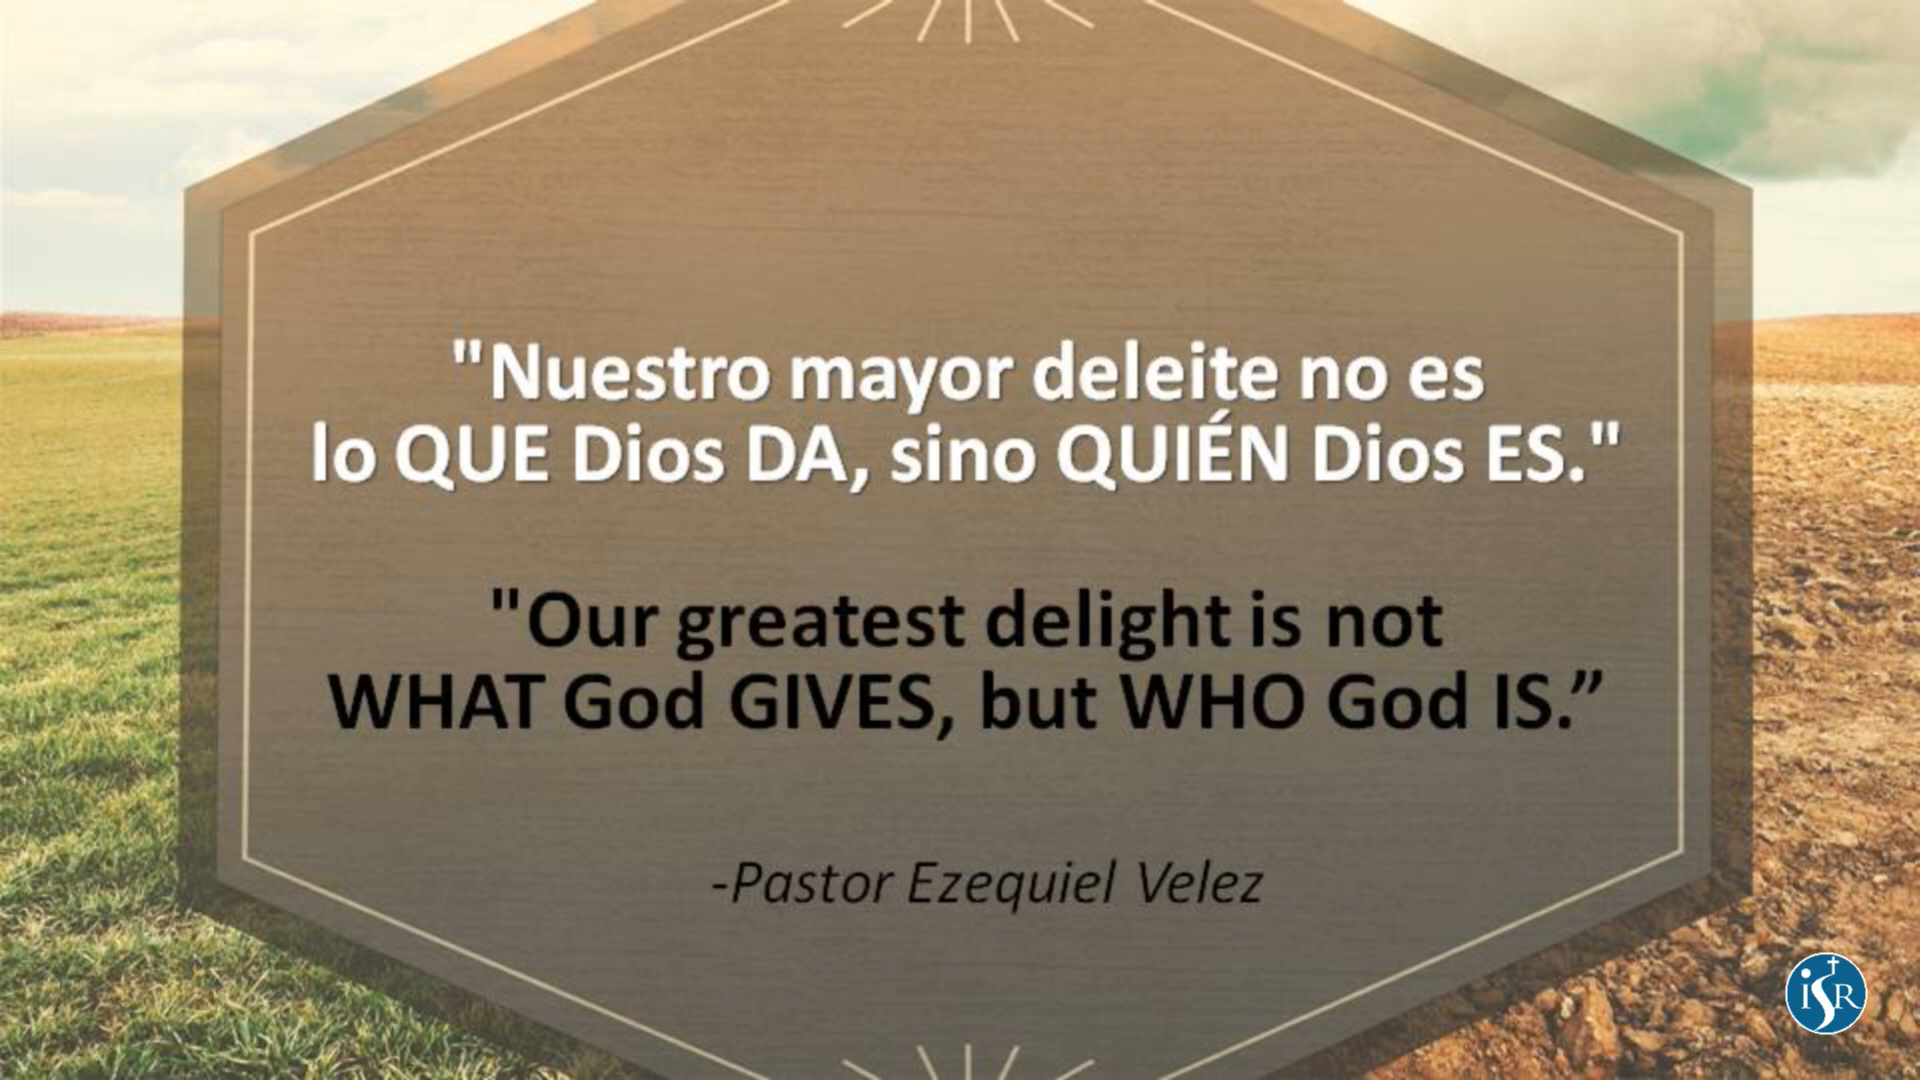 "Nuestro mayor deleite no es
lo QUE Dios DA, sino QUIÉN Dios ES."
"Our greatest delight is not
WHAT God GIVES, but WHO God IS.”
-Pastor Ezequiel Velez
iSR